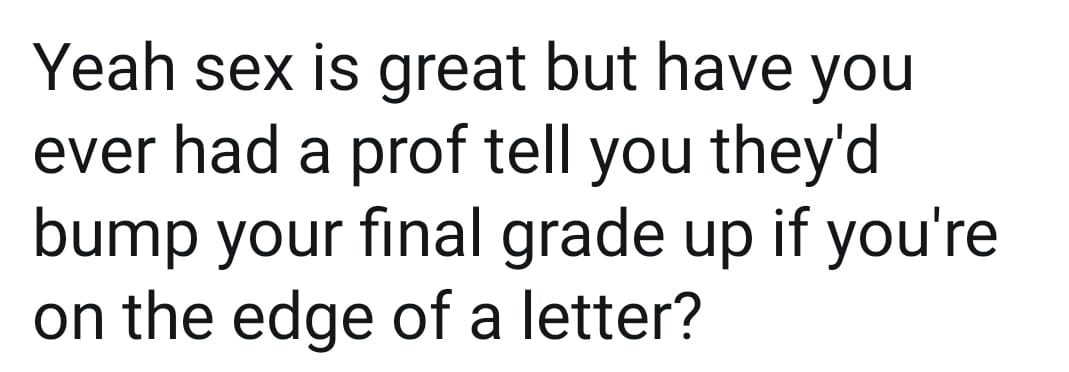 Yeah sex is great but have you
ever had a prof tell you they'd
bump your final grade up if you're
on the edge of a letter?